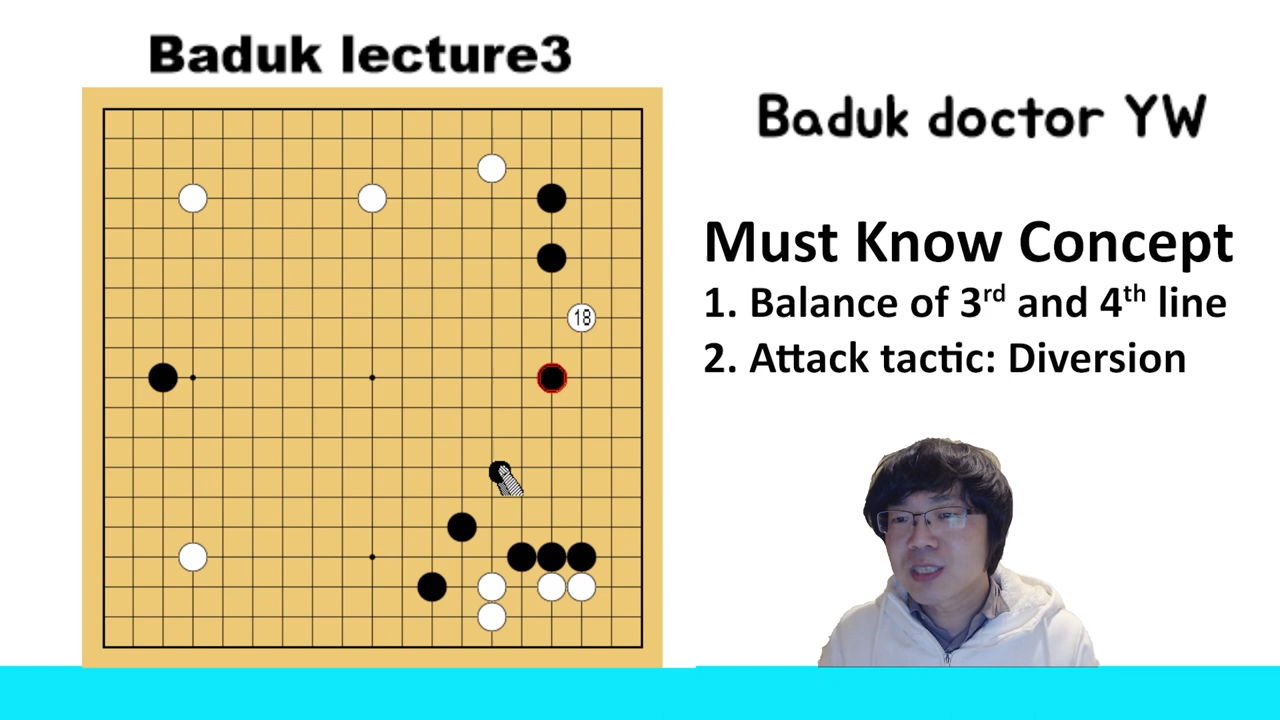 Baduk lecture3
Baduk doctor YW
Must Know Concept
1. Balance of 3rd and 4th line
2. Attack tactic: Diversion
18